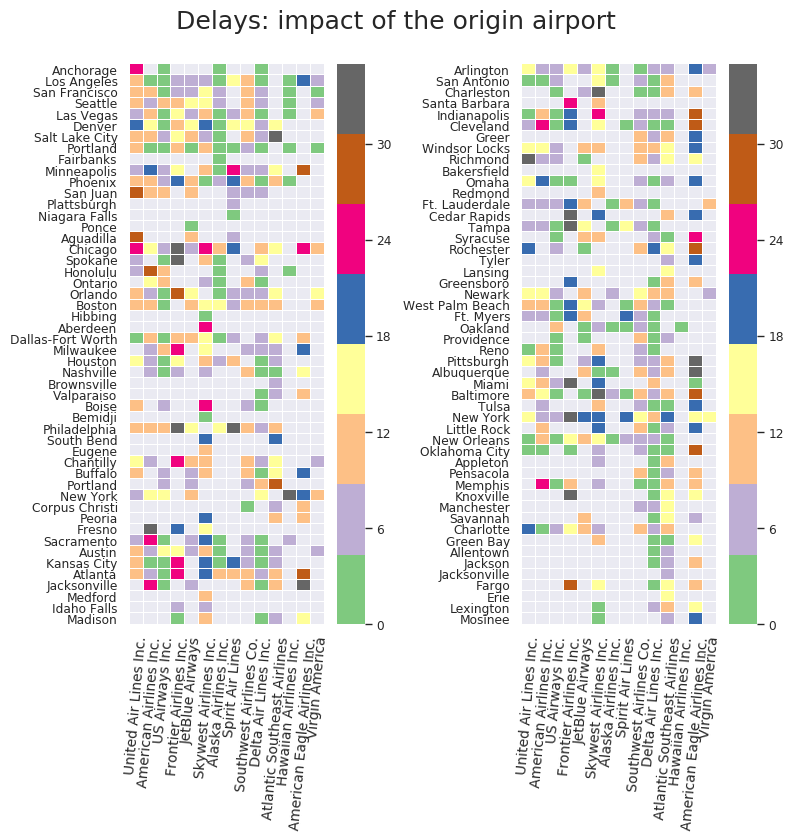 Delays: impact of the origin airport
Anchorage
Los Angeles
San Francisco
Seattle
Las Vegas
Denver
Salt Lake City
Portland
Fairbanks
Minneapolis
Phoenix
San Juan
Plattsburgh
Niagara Falls
Ponce
Aguadilla
Chicago
Spokane
Honolulu
Ontario
Orlando
Boston
Hibbing
Aberdeen
Dallas-Fort Worth
Milwaukee
Houston
Nashville
Brownsville
Valparaiso
Boise
Bemidji
Philadelphia
South Bend
Eugene
Chantilly
Buffalo
Portland
New York
Corpus Christi
Peoria
Fresno
Sacramento
Austin
Kansas City
Atlanta
Jacksonville
Medford
Idaho Falls
Madison
United Air Lines Inc.
American Airlines Inc.
US Airways Inc.
Frontier Airlines Inc.
JetBlue Airways
Skywest Airlines Inc.
Alaska Airlines Inc.
Spirit Air Lines
Southwest Airlines Co.
Delta Air Lines Inc.
Atlantic Southeast Airlines
Hawaiian Airlines Inc.
American Eagle Airlines Inc.
Virgin America
30
24
18
12
6
0
Arlington
San Antonio
Charleston
Santa Barbara
Indianapolis
Cleveland
Greer
Windsor Locks
Richmond
Bakersfield
Omaha
Redmond
Ft. Lauderdale
Cedar Rapids
Tampa
Syracuse
Rochester
Tyler
Lansing
Greensboro
Newark
West Palm Beach
Ft. Myers
Oakland
Providence
Reno
Pittsburgh
Albuquerque
Miami
Baltimore
Tulsa
New York
Little Rock
New Orleans
Oklahoma City
Appleton
Pensacola
Memphis
Knoxville
Manchester
Savannah
Charlotte
Green Bay
Allentown
Jackson
Jacksonville
Fargo
Erie
Lexington
Mosinee
United Air Lines Inc.
American Airlines Inc.
US Airways Inc.
Frontier Airlines Inc.
JetBlue Airways
Skywest Airlines Inc.
Alaska Airlines Inc.
Spirit Air Lines
Southwest Airlines Co.
Delta Air Lines Inc.
Atlantic Southeast Airlines
Hawaiian Airlines Inc.
American Eagle Airlines Inc.
Virgin America
30
24
18
12
6
0